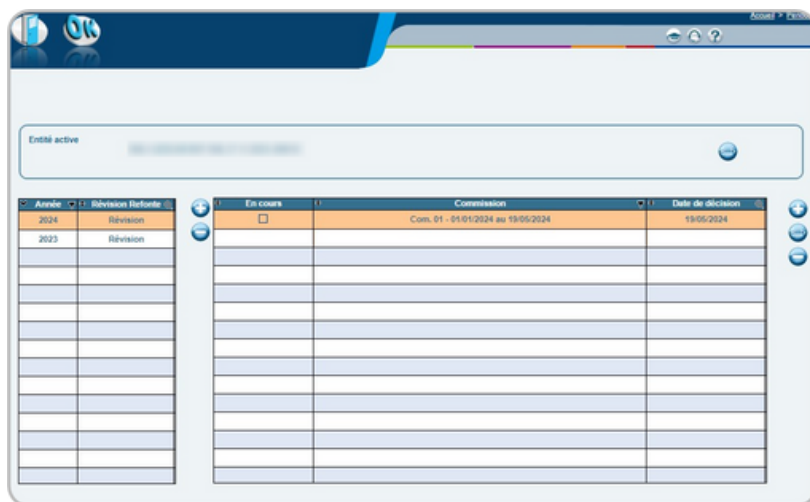 OK
Accueil >
?
Entité active
Année Révision Refonte
2024 Révision
2023 Révision
En cours Commission Date de décision
Com. 01 - 01/01/2024 au 19/05/2024 19/05/2024